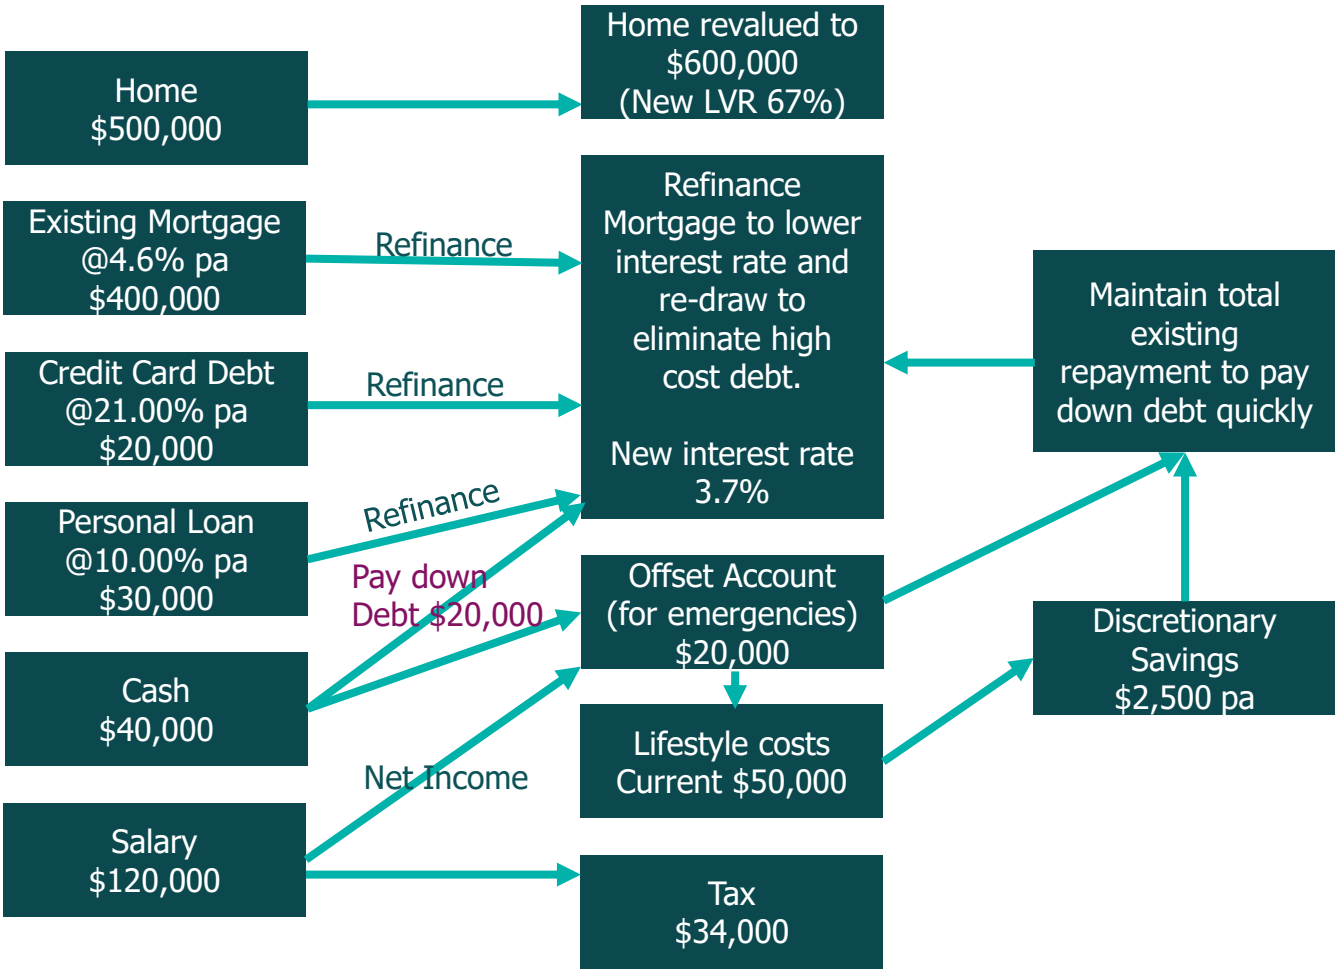 Home
$500,000
Home revalued to
$600,000
(New LVR 67%)
Existing Mortgage
@4.6% pa
$400,000
Refinance
Refinance
Mortgage to lower
interest rate and
re-draw to
eliminate high
cost debt.
New interest rate
3.7%
Maintain total
existing
repayment to pay
down debt quickly
Credit Card Debt
@21.00% pa
$20,000
Refinance
Personal Loan
@10.00% pa
$30,000
Refinance
Pay down
Debt $20,000
Offset Account
(for emergencies)
$20,000
Discretionary
Savings
$2,500 pa
Cash
$40,000
Lifestyle costs
Current $50,000
Net Income
Salary
$120,000
Tax
$34,000